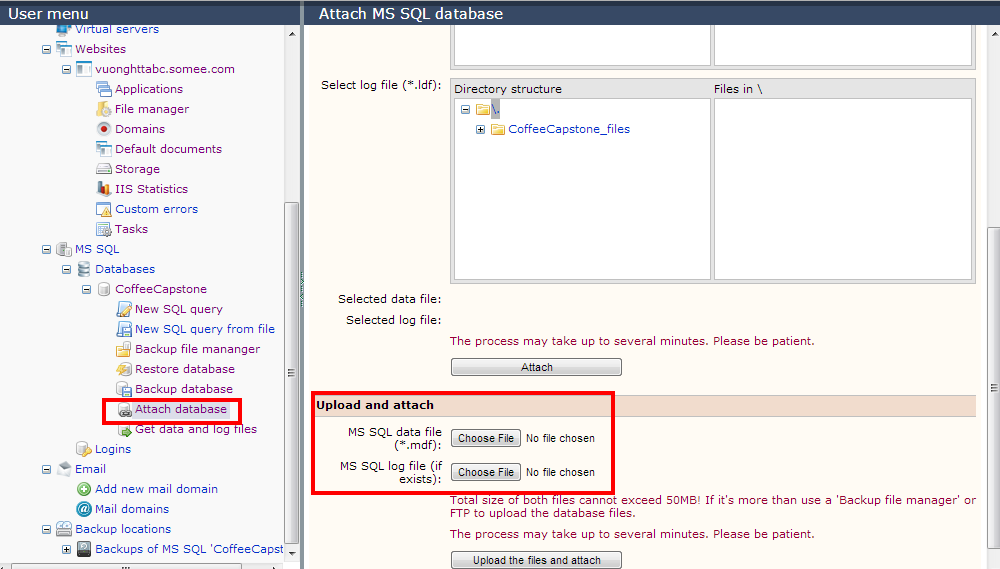 User menu
Virtual servers
Websites
vuonghttabc.somee.com
Applications
File manager
Domains
Default documents
Storage
IIS Statistics
Custom errors
Tasks
MS SQL
Databases
CoffeeCapstone
New SQL query
New SQL query from file
Backup file mananger
Restore database
Backup database
Attach database
Get data and log files
Logins
Email
Add new mail domain
Mail domains
Backup locations
Backups of MS SQL 'CoffeeCapst
Attach MS SQL database
Select log file (*.ldf):
Directory structure
Files in \
\.
CoffeeCapstone_files
Selected data file:
Selected log file:
The process may take up to several minutes. Please be patient.
Attach
Upload and attach
MS SQL data file
(*.mdf):
Choose File No file chosen
MS SQL log file (if
exists):
Choose File No file chosen
Total size of both files cannot exceed 50MB! If it's more than use a 'Backup file manager' or
FTP to upload the database files.
The process may take up to several minutes. Please be patient.
Upload the files and attach